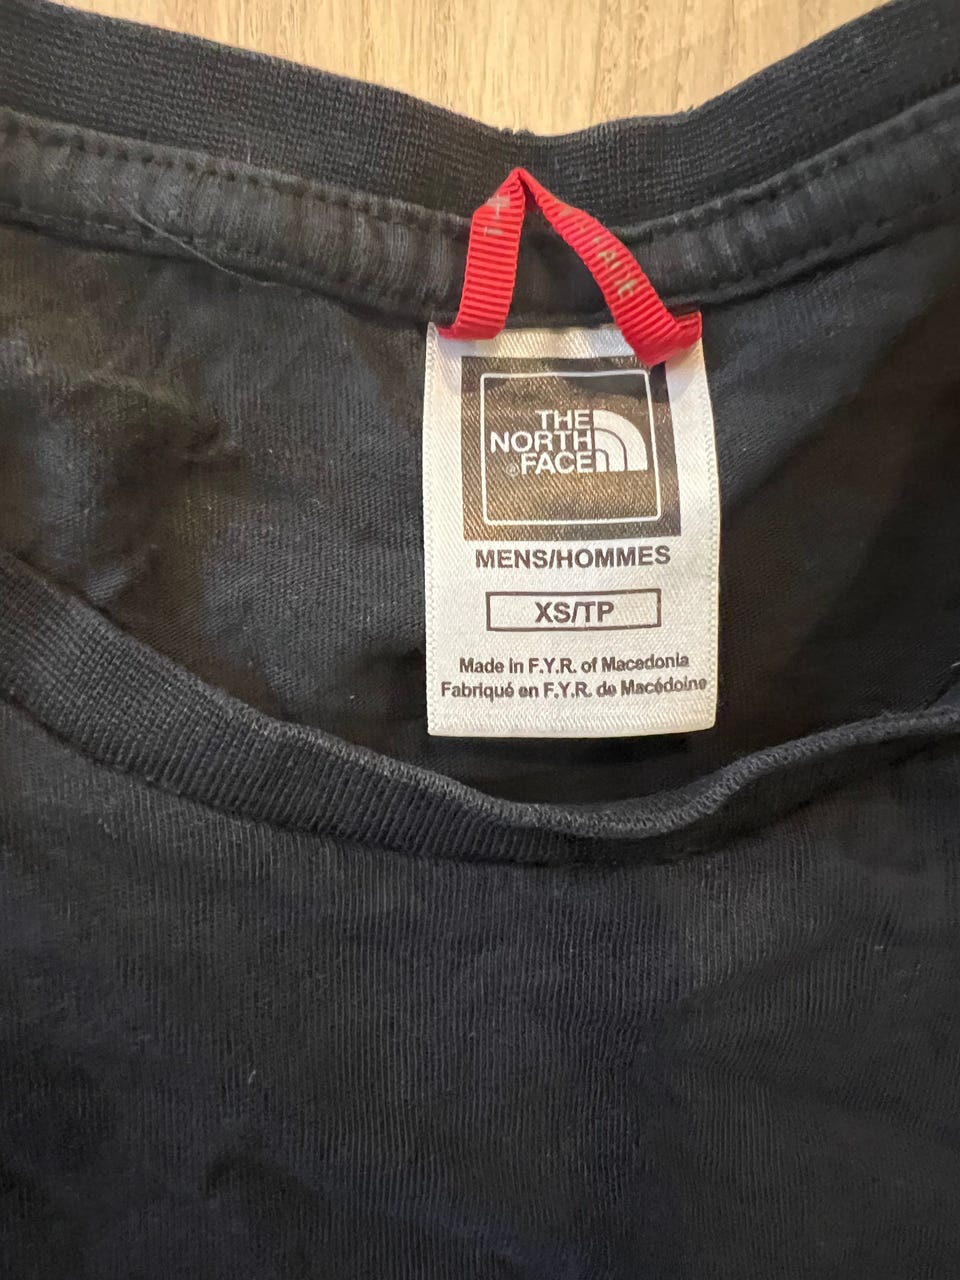 THE
NORTH
FACE
MENS/HOMMES
XS/TP
Made in F.Y.R. of Macedonia
Fabriqué en F.Y.R. de Macédoine